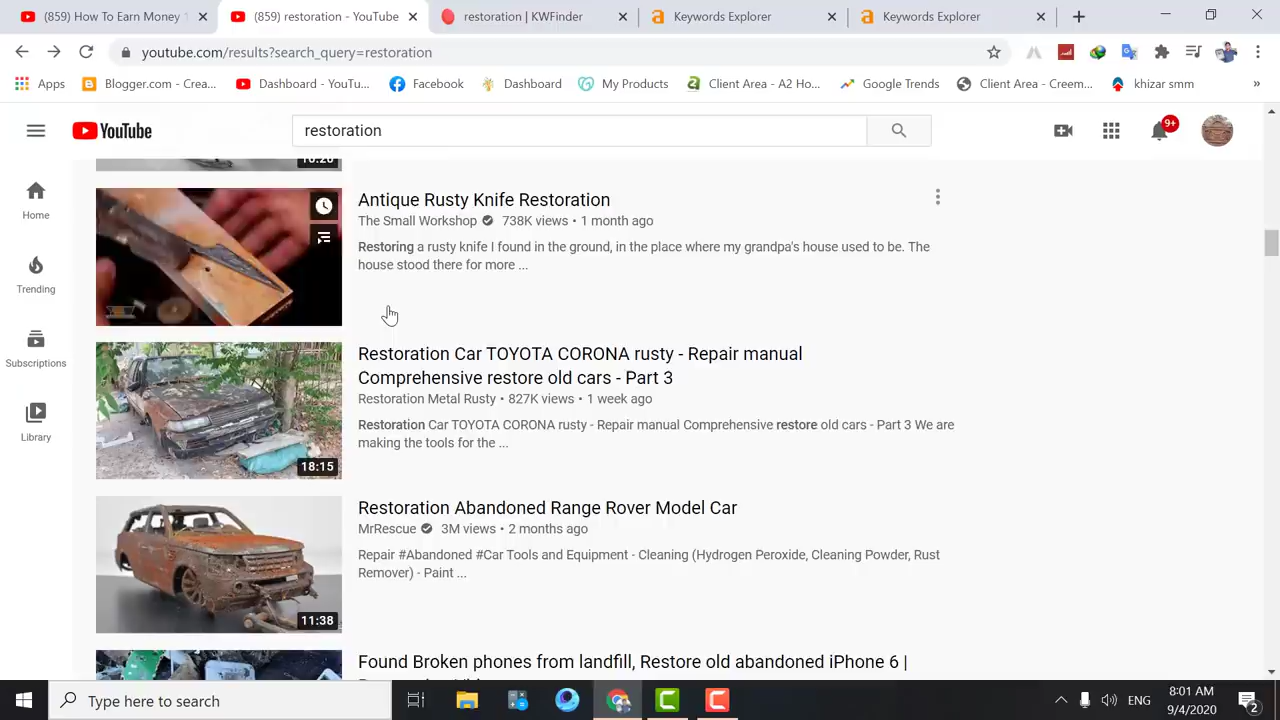 (859) How To Earn Money T
(859) restoration - YouTube
restoration | KWFinder
Keywords Explorer
Keywords Explorer
youtube.com/results?search_query=restoration
Apps
Blogger.com - Crea...
Dashboard - YouTu...
Facebook
Dashboard
My Products
Client Area - A2 Ho...
Google Trends
Client Area - Creem...
khizar smm
»
YouTube
restoration
9+
Home
Trending
Subscriptions
Library
Antique Rusty Knife Restoration
The Small Workshop 738K views • 1 month ago
Restoring a rusty knife I found in the ground, in the place where my grandpa's house used to be. The
house stood there for more ...
Restoration Car TOYOTA CORONA rusty - Repair manual
Comprehensive restore old cars - Part 3
Restoration Metal Rusty • 827K views • 1 week ago
Restoration Car TOYOTA CORONA rusty - Repair manual Comprehensive restore old cars - Part 3 We are
making the tools for the ...
18:15
Restoration Abandoned Range Rover Model Car
MrRescue 3M views • 2 months ago
Repair #Abandoned #Car Tools and Equipment - Cleaning (Hydrogen Peroxide, Cleaning Powder, Rust
Remover) - Paint ...
11:38
Found Broken phones from landfill, Restore old abandoned iPhone 6 |
Type here to search
ENG
8:01 AM
9/4/2020
2